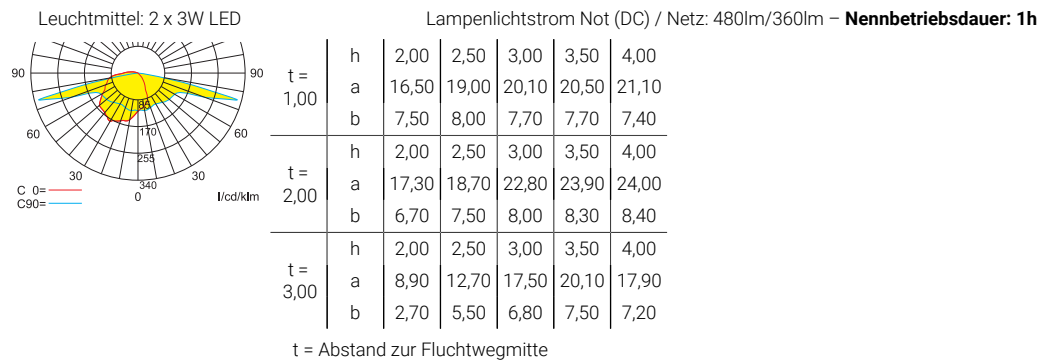 Leuchtmittel: 2 x 3W LED
Lampenlichtstrom Not (DC) / Netz: 480lm/360lm – Nennbetriebsdauer: 1h
90 90
60 60
30 30
85
170
255
340
0
C 0=
C90=
l/cd/klm
t = 1,00
h 2,00 2,50 3,00 3,50 4,00
a 16,50 19,00 20,10 20,50 21,10
b 7,50 8,00 7,70 7,70 7,40
t = 2,00
h 2,00 2,50 3,00 3,50 4,00
a 17,30 18,70 22,80 23,90 24,00
b 6,70 7,50 8,00 8,30 8,40
t = 3,00
h 2,00 2,50 3,00 3,50 4,00
a 8,90 12,70 17,50 20,10 17,90
b 2,70 5,50 6,80 7,50 7,20
t = Abstand zur Fluchtwegmitte